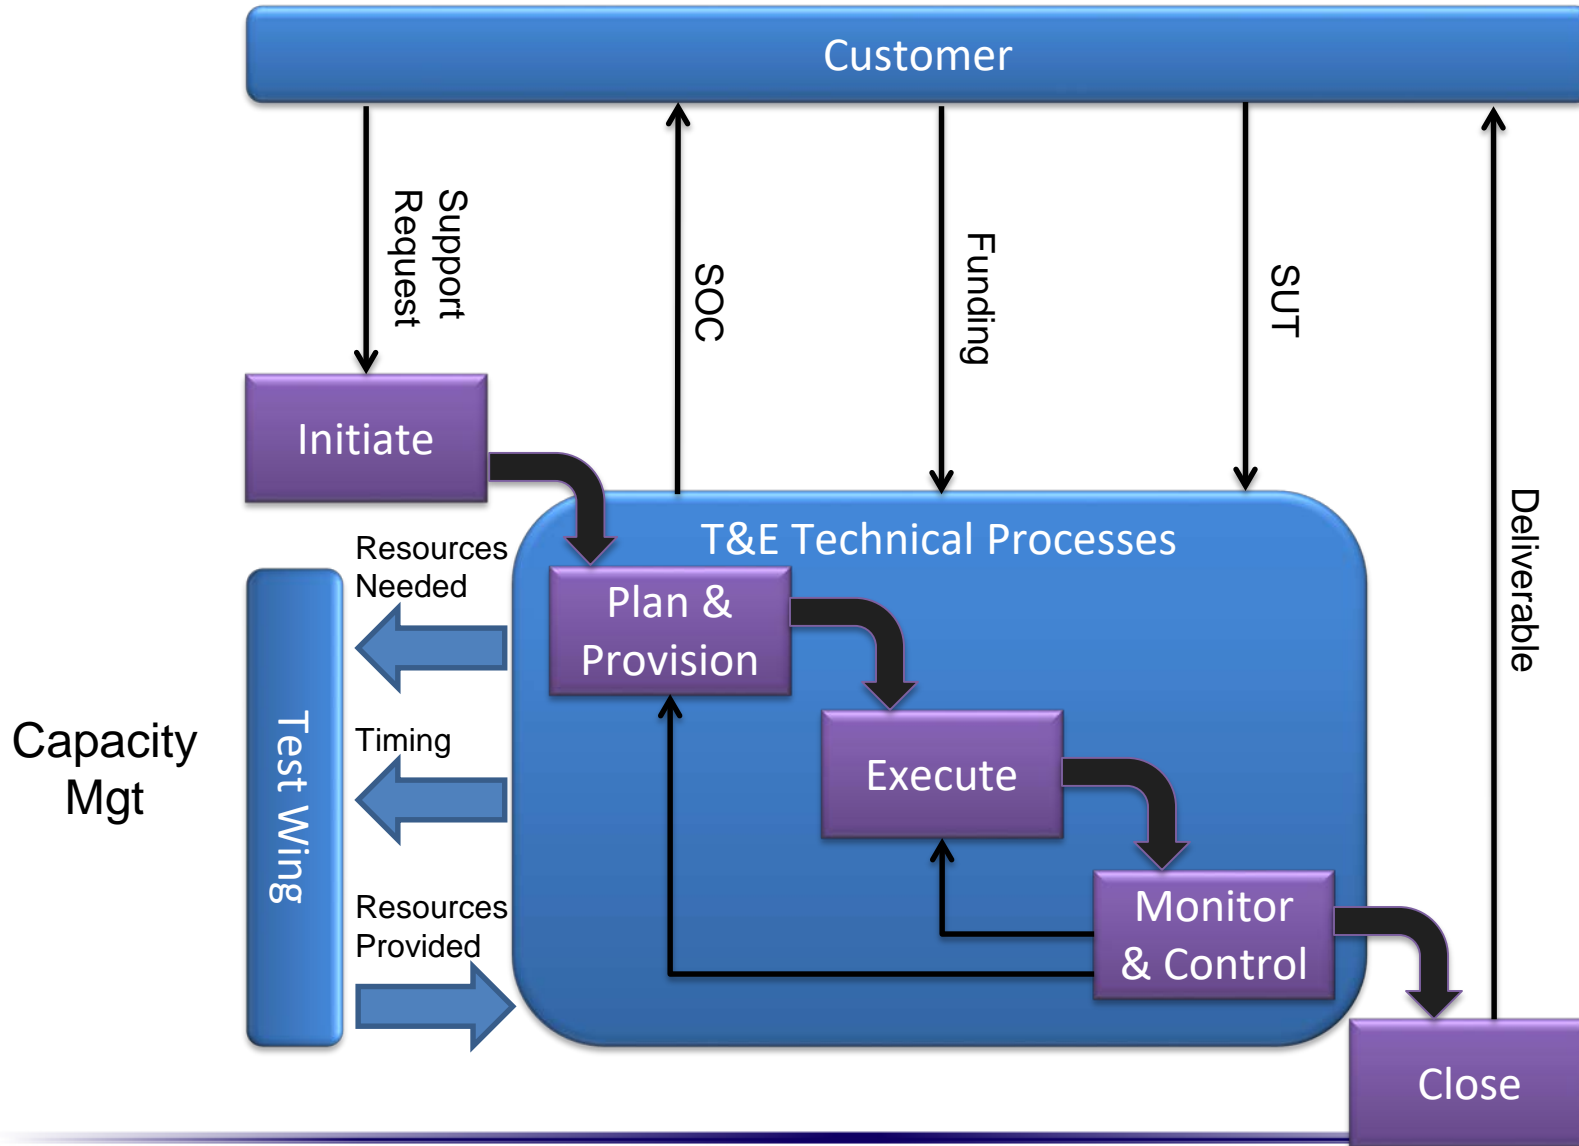 Customer
Support
Request
SOC
Funding
SUT
Deliverable
Initiate
T&E Technical Processes
Resources
Needed
Plan &
Provision
Capacity
Mgt
Test Wing
Timing
Execute
Resources
Provided
Monitor
& Control
Close